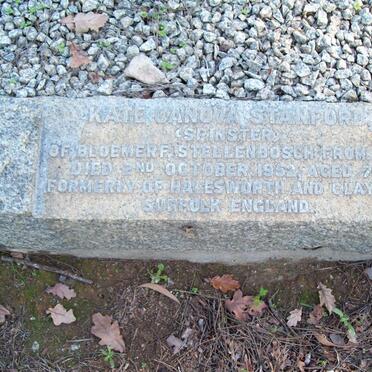 KATE CANOVA STANFORD
(SPINSTER)
OF BLOEMERF, STELLENBOSCH FROM
DIED 2ND OCTOBER AGED
FORMERLY OF HALESWORTH AND CLAY
SUFFOLK ENGLAND.